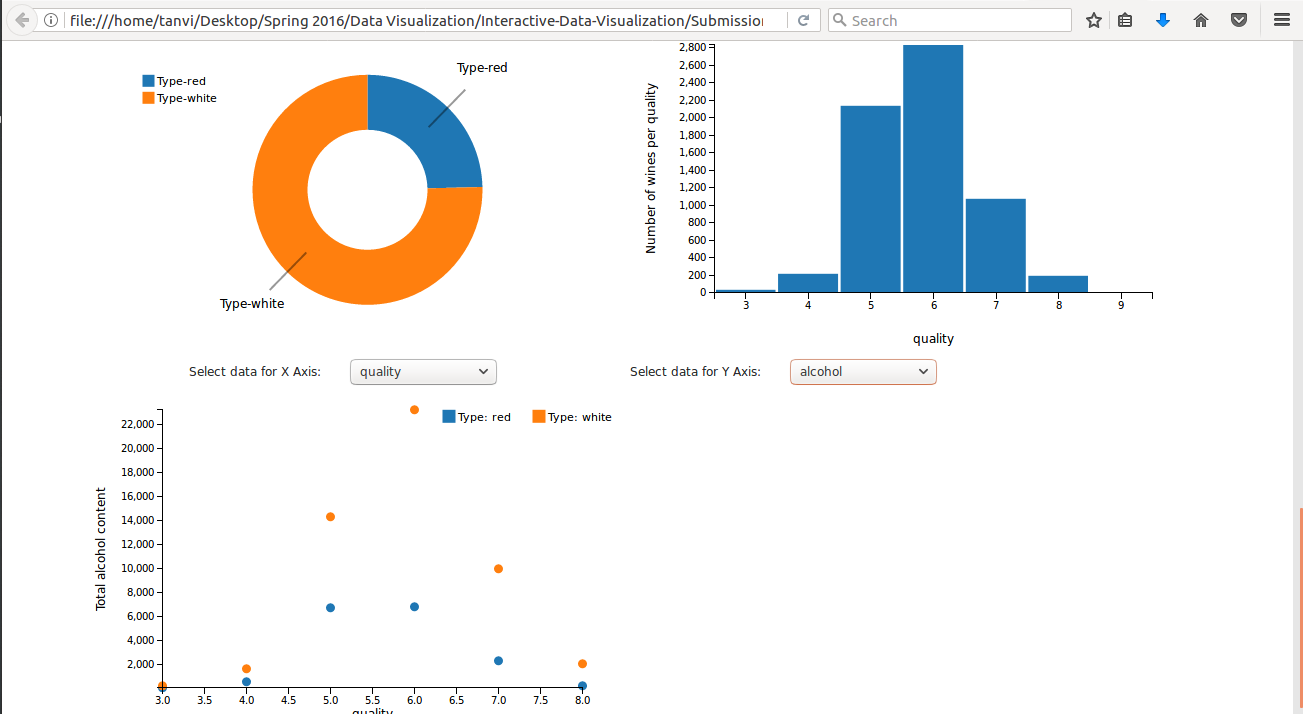 file:///home/tanvi/Desktop/Spring 2016/Data Visualization/Interactive-Data-Visualization/Submission
Search
Type-red
Type-white
Type-red
Type-white
2,800
2,600
2,400
2,200
2,000
1,800
1,600
1,400
1,200
1,000
800
600
400
200
0
Number of wines per quality
3 4 5 6 7 8 9
quality
Select data for X Axis: quality
Select data for Y Axis: alcohol
Type: red Type: white
22,000
20,000
18,000
16,000
14,000
12,000
10,000
8,000
6,000
4,000
2,000
Total alcohol content
3.0 3.5 4.0 4.5 5.0 5.5 6.0 6.5 7.0 7.5 8.0
quality